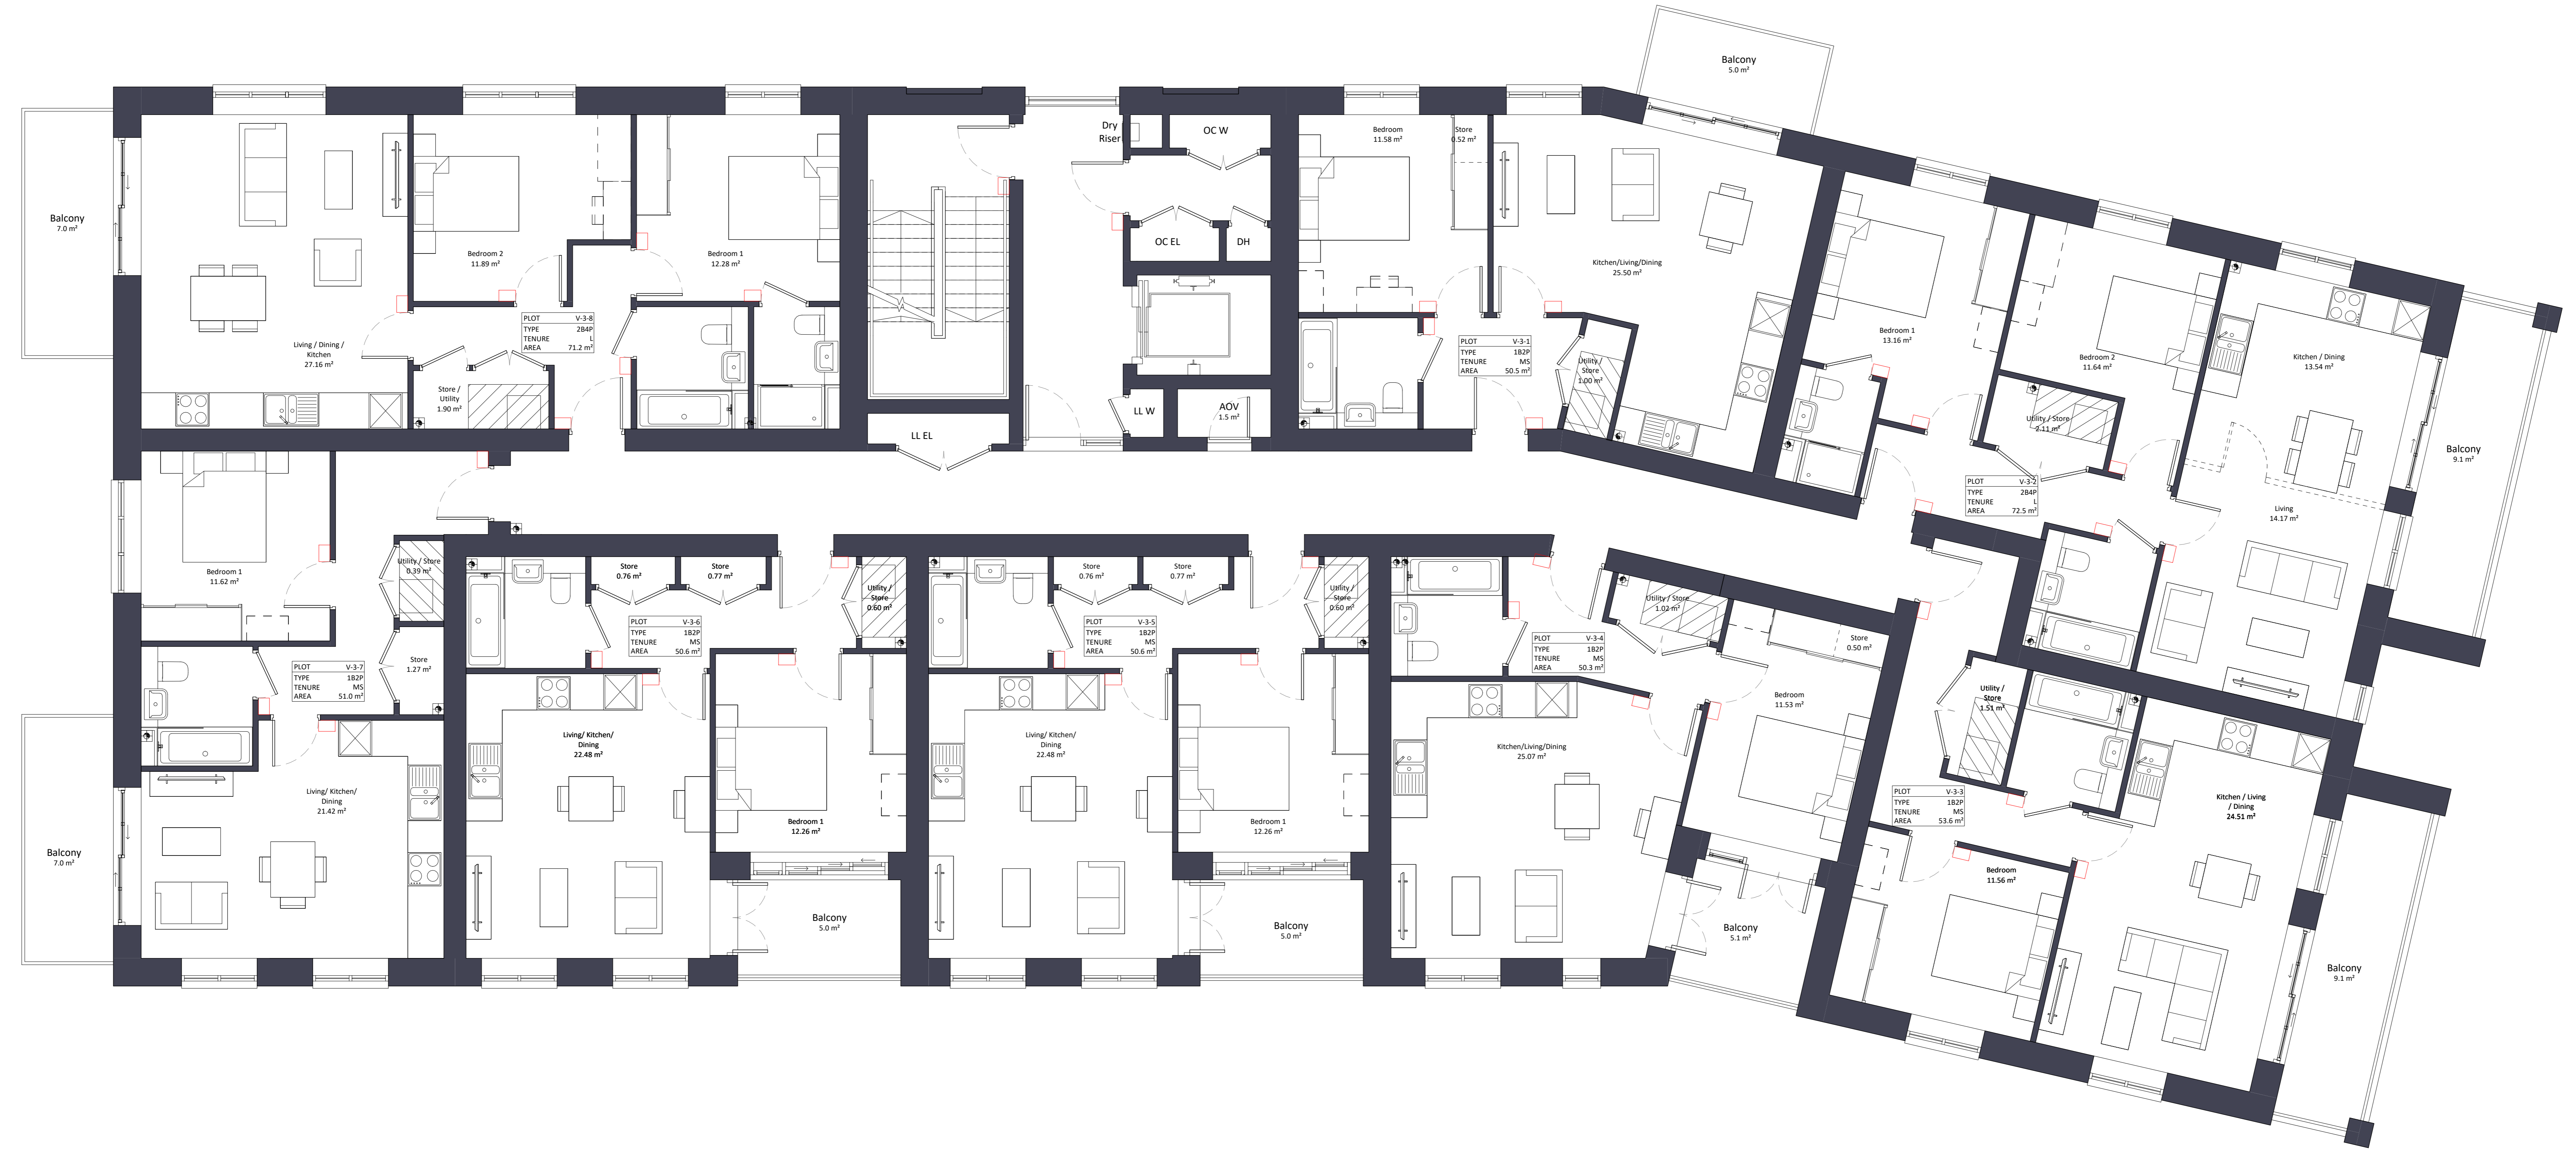 Balcony
5.0 m²
Dry
Riser
OC W
Bedroom
11.58 m²
Store
0.52 m²
Balcony
7.0 m²
Bedroom 2
11.89 m²
Bedroom 1
12.28 m²
OC EL
DH
Kitchen/Living/Dining
25.50 m²
PLOT V-3-8
TYPE 2B4P
TENURE L
AREA 71.2 m²
Living / Dining /
Kitchen
27.16 m²
Store /
Utility
1.90 m²
LL EL
LL W
AOV
1.5 m²
PLOT V-3-1
TYPE 1B2P
TENURE MS
AREA 50.5 m²
Utility /
Store
1.00 m²
Bedroom 1
13.16 m²
Bedroom 2
11.64 m²
Kitchen / Dining
13.54 m²
Utility / Store
2.11 m²
Balcony
9.1 m²
PLOT V-3-2
TYPE 2B4P
TENURE L
AREA 72.5 m²
Living
14.17 m²
Bedroom 1
11.62 m²
Utility / Store
0.39 m²
Store
0.76 m²
Store
0.77 m²
Utility /
Store
0.60 m²
Store
0.76 m²
Store
0.77 m²
Utility /
Store
0.60 m²
Utility / Store
1.02 m²
PLOT V-3-6
TYPE 1B2P
TENURE MS
AREA 50.6 m²
PLOT V-3-5
TYPE 1B2P
TENURE MS
AREA 50.6 m²
PLOT V-3-4
TYPE 1B2P
TENURE MS
AREA 50.3 m²
Store
0.50 m²
PLOT V-3-7
TYPE 1B2P
TENURE MS
AREA 51.0 m²
Store
1.27 m²
Bedroom
11.53 m²
Utility /
Store
1.51 m²
Living/ Kitchen/
Dining
22.48 m²
Living/ Kitchen/
Dining
22.48 m²
Kitchen/Living/Dining
25.07 m²
Living/ Kitchen/
Dining
21.42 m²
PLOT V-3-3
TYPE 1B2P
TENURE MS
AREA 53.6 m²
Kitchen / Living
/ Dining
24.51 m²
Bedroom 1
12.26 m²
Bedroom 1
12.26 m²
Balcony
7.0 m²
Bedroom
11.56 m²
Balcony
5.0 m²
Balcony
5.0 m²
Balcony
5.1 m²
Balcony
9.1 m²